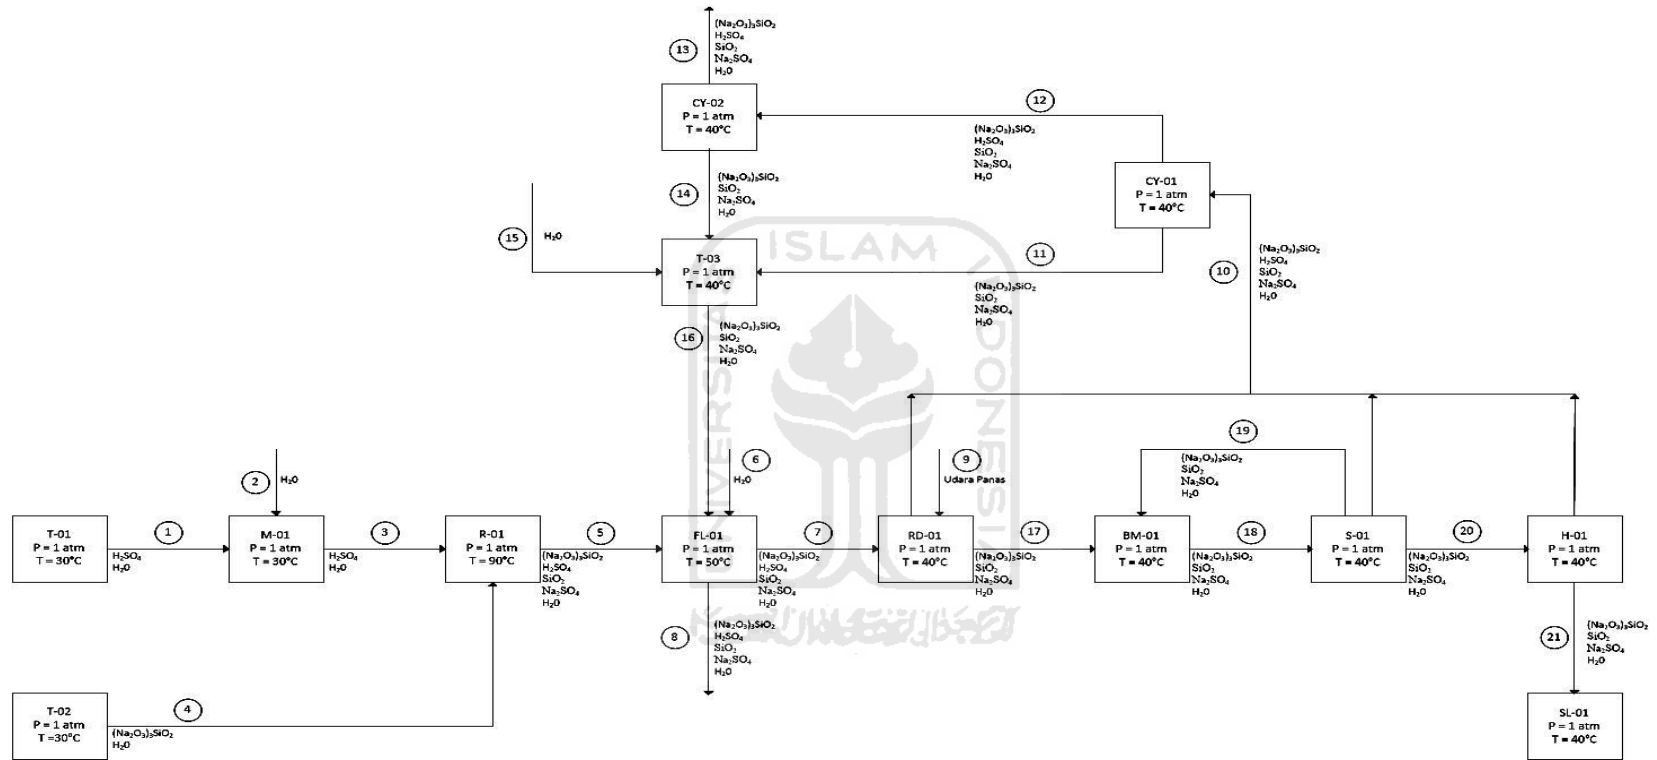 (Na₂O₃)₃SiO₂
H₂SO₄
SiO₂
Na₂SO₄
H₂O
13
CY-02
P = 1 atm
T = 40°C
12
(Na₂O₃)₃SiO₂
H₂SO₄
SiO₂
Na₂SO₄
H₂O
CY-01
P = 1 atm
T = 40°C
14
(Na₂O₃)₃SiO₂
SiO₂
Na₂SO₄
H₂O
15
H₂O
T-03
P = 1 atm
T = 40°C
11
(Na₂O₃)₃SiO₂
SiO₂
Na₂SO₄
H₂O
10
(Na₂O₃)₃SiO₂
H₂SO₄
SiO₂
Na₂SO₄
H₂O
16
(Na₂O₃)₃SiO₂
SiO₂
Na₂SO₄
H₂O
UNIVERSITAS
ISLAM
INDONESIA
2
H₂O
6
H₂O
9
Udara Panas
19
(Na₂O₃)₃SiO₂
SiO₂
Na₂SO₄
H₂O
T-01
P = 1 atm
T = 30°C
1
H₂SO₄
H₂O
M-01
P = 1 atm
T = 30°C
3
H₂SO₄
H₂O
R-01
P = 1 atm
T = 90°C
5
(Na₂O₃)₃SiO₂
H₂SO₄
SiO₂
Na₂SO₄
H₂O
FL-01
P = 1 atm
T = 50°C
7
(Na₂O₃)₃SiO₂
H₂SO₄
SiO₂
Na₂SO₄
H₂O
RD-01
P = 1 atm
T = 40°C
17
(Na₂O₃)₃SiO₂
SiO₂
Na₂SO₄
H₂O
BM-01
P = 1 atm
T = 40°C
18
(Na₂O₃)₃SiO₂
SiO₂
Na₂SO₄
H₂O
S-01
P = 1 atm
T = 40°C
20
(Na₂O₃)₃SiO₂
SiO₂
Na₂SO₄
H₂O
H-01
P = 1 atm
T = 40°C
8
(Na₂O₃)₃SiO₂
H₂SO₄
SiO₂
Na₂SO₄
H₂O
21
(Na₂O₃)₃SiO₂
SiO₂
Na₂SO₄
H₂O
T-02
P = 1 atm
T =30°C
4
(Na₂O₃)₃SiO₂
H₂O
SL-01
P = 1 atm
T = 40°C